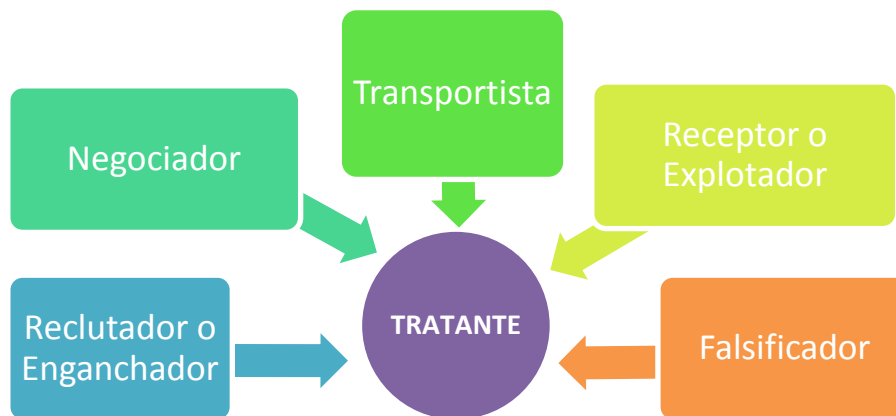 Transportista
Negociador
Receptor o
Explotador
Reclutador o
Enganchador
TRATANTE
Falsificador